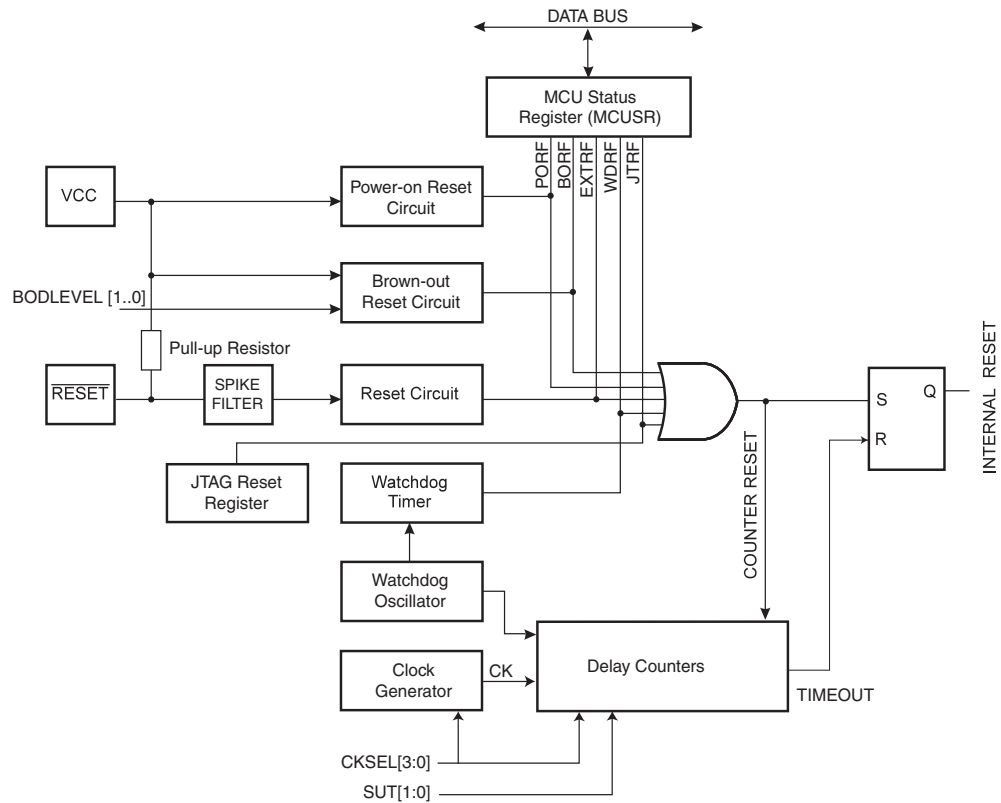 DATA BUS
MCU Status
Register (MCUSR)
PORF
BORF
EXTRF
WDRF
JTRF
VCC
Power-on Reset
Circuit
Brown-out
Reset Circuit
BODLEVEL [1..0]
Pull-up Resistor
RESET
SPIKE
FILTER
Reset Circuit
S
Q
R
INTERNAL RESET
JTAG Reset
Register
Watchdog
Timer
COUNTER RESET
Watchdog
Oscillator
Clock
Generator
CK
Delay Counters
TIMEOUT
CKSEL[3:0]
SUT[1:0]